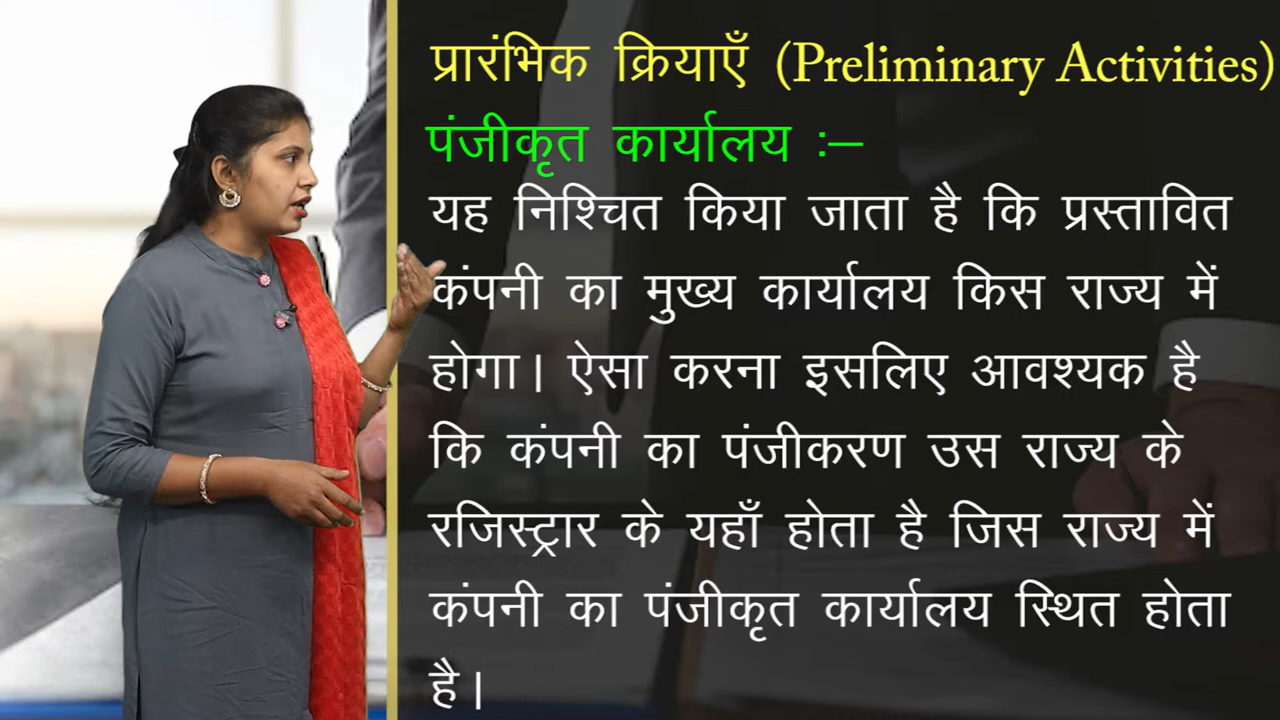 प्रारंभिक क्रियाएँ (Preliminary Activities)
पंजीकृत कार्यालय :–
यह निश्चित किया जाता है कि प्रस्तावित
कंपनी का मुख्य कार्यालय किस राज्य में
होगा। ऐसा करना इसलिए आवश्यक है
कि कंपनी का पंजीकरण उस राज्य के
रजिस्ट्रार के यहाँ होता है जिस राज्य में
कंपनी का पंजीकृत कार्यालय स्थित होता
है।